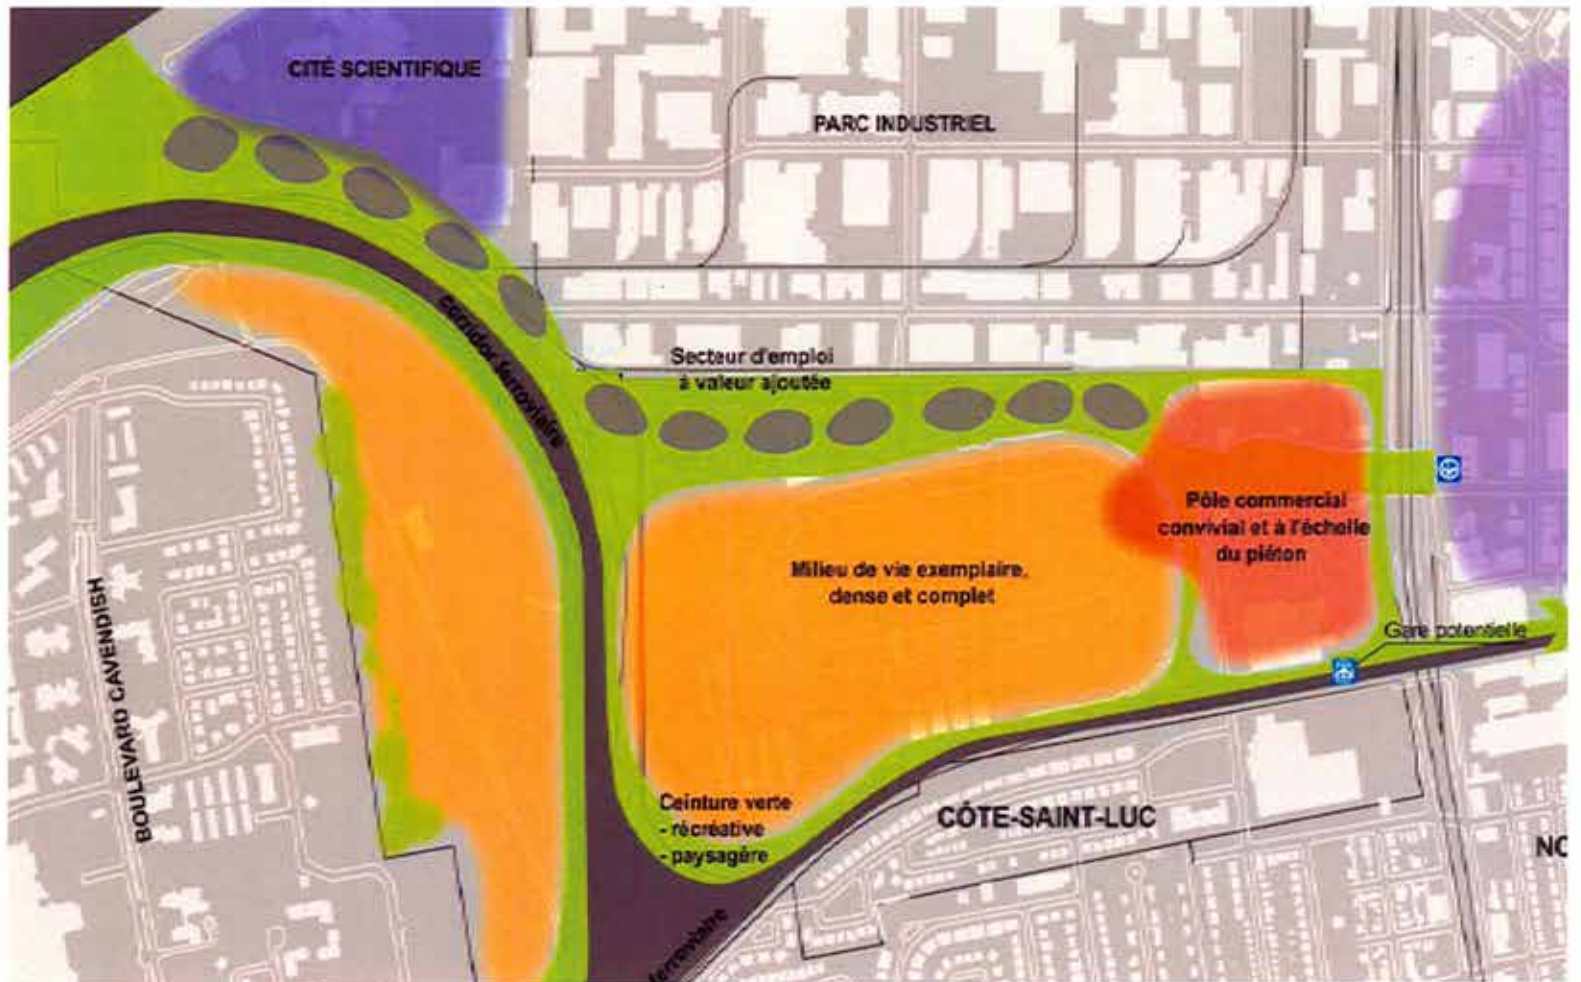 CITÉ SCIENTIFIQUE
PARC INDUSTRIEL
Corridor ferroviaire
Secteur d'emploi
à valeur ajoutée
Pôle commercial
convivial et à l'échelle
du piéton
Milieu de vie exemplaire,
dense et complet
BOULEVARD CAVENDISH
Gare potentielle
Ceinture verte
- récréative
- paysagère
CÔTE-SAINT-LUC
NO
ferroviaire